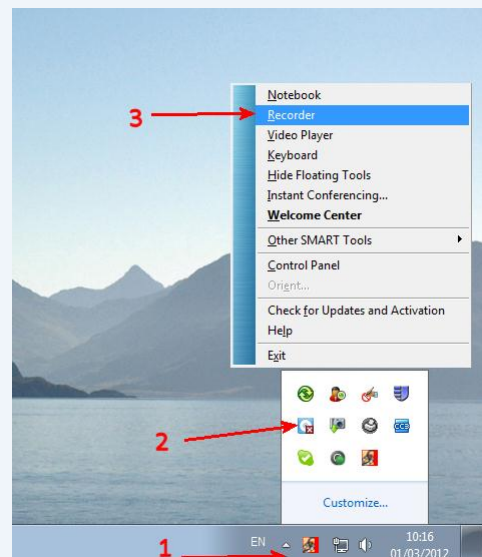 Notebook
3
Recorder
Video Player
Keyboard
Hide Floating Tools
Instant Conferencing...
Welcome Center
Other SMART Tools
Control Panel
Orient...
Check for Updates and Activation
Help
Exit
2
CCB
Customize...
1
EN
10:16
01/03/2012